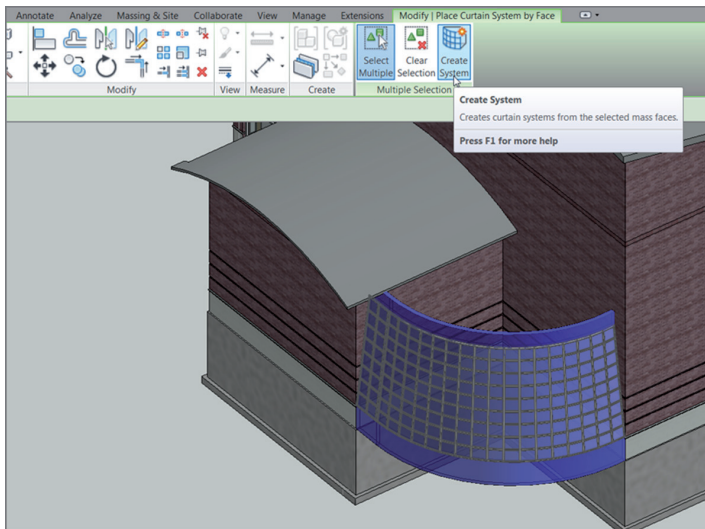 Annotate Analyze Massing & Site Collaborate View Manage Extensions Modify | Place Curtain System by Face
Select Multiple
Clear Selection
Create System
Modify View Measure Create Multiple Selection
Create System
Creates curtain systems from the selected mass faces.
Press F1 for more help